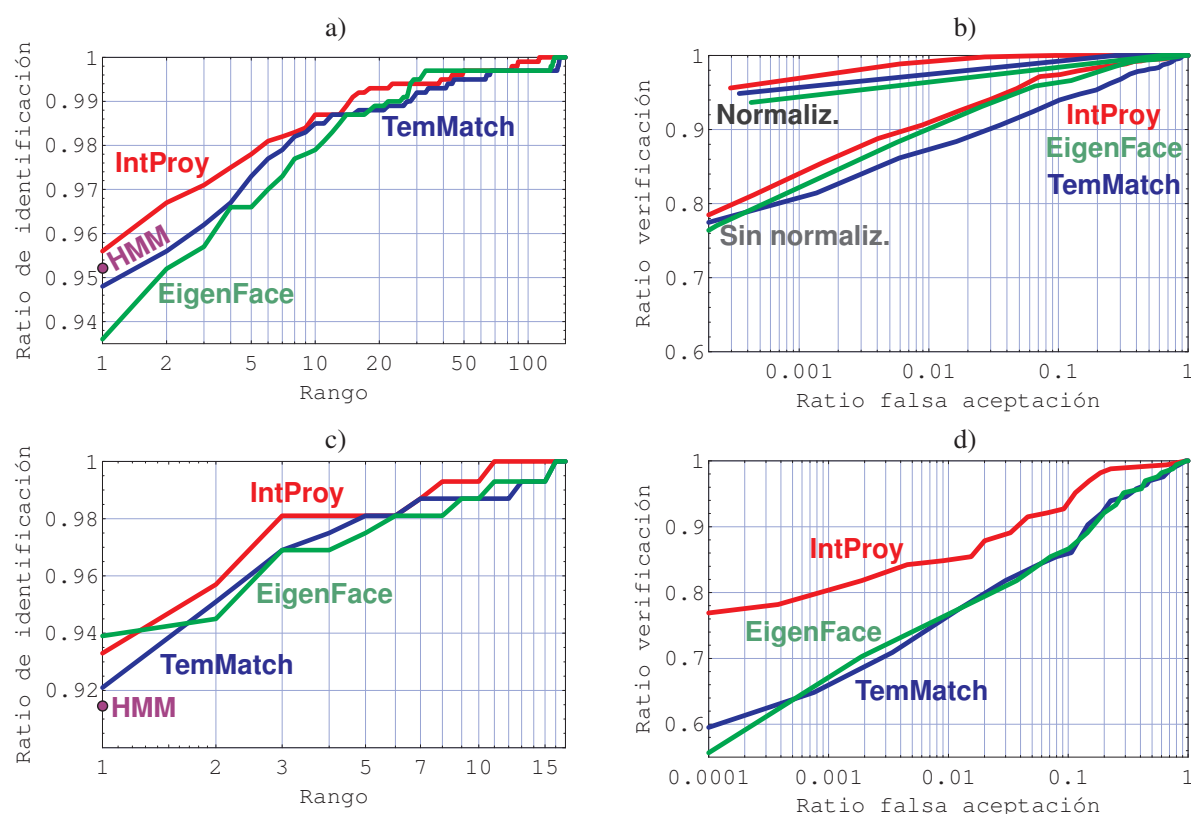 a)
Ratio de identificación
1
0.99
0.98
0.97
0.96
0.95
0.94
IntProy
HMM
TemMatch
EigenFace
1 2 5 10 20 50 100
Rango
b)
Ratio verificación
1
0.9
0.8
0.7
0.6
Normaliz.
IntProy
EigenFace
TemMatch
Sin normaliz.
0.001 0.01 0.1 1
Ratio falsa aceptación
c)
Ratio de identificación
1
0.98
0.96
0.94
0.92
IntProy
EigenFace
TemMatch
HMM
1 2 3 5 7 10 15
Rango
d)
Ratio verificación
1
0.9
0.8
0.7
0.6
IntProy
EigenFace
TemMatch
0.0001 0.001 0.01 0.1 1
Ratio falsa aceptación